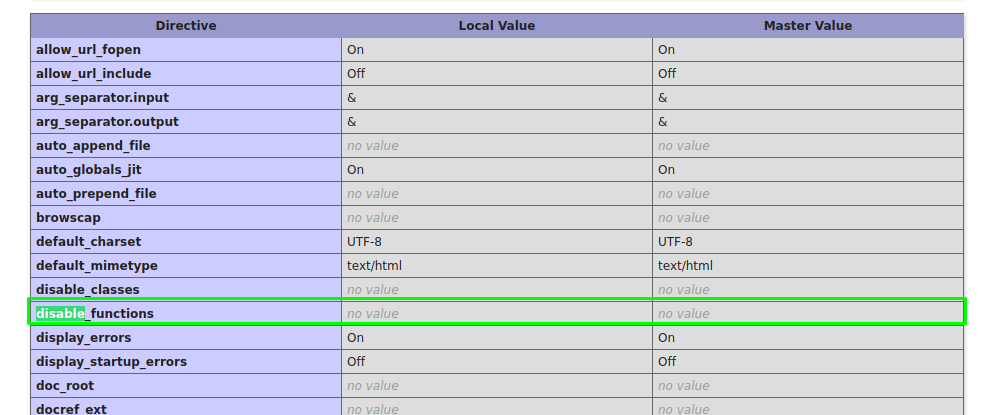 Directive Local Value Master Value
allow_url_fopen On On
allow_url_include Off Off
arg_separator.input & &
arg_separator.output & &
auto_append_file no value no value
auto_globals_jit On On
auto_prepend_file no value no value
browscap no value no value
default_charset UTF-8 UTF-8
default_mimetype text/html text/html
disable_classes no value no value
disable_functions no value no value
display_errors On On
display_startup_errors Off Off
doc_root no value no value
docref_ext no value no value